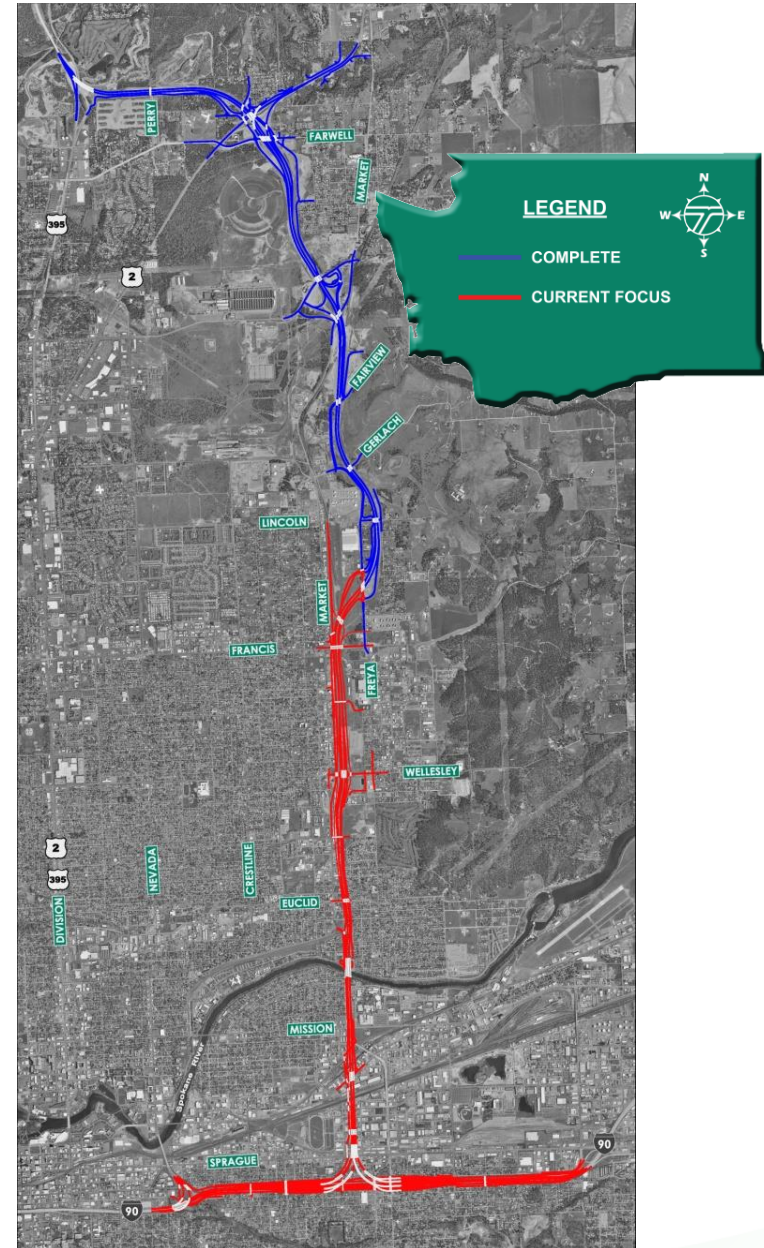 PERRY
FARWELL
MARKET
395
2
LEGEND
N
W
E
S
COMPLETE
CURRENT FOCUS
FAIRVIEW
GERLACH
LINCOLN
MARKET
FRANCIS
FREYA
WELLESLEY
2
395
NEVADA
CRESTLINE
DIVISION
EUCLID
MISSION
Spokane River
SPRAGUE
90
90